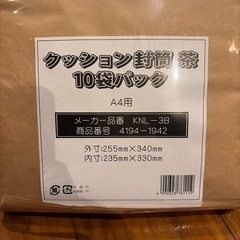 クッション封筒 茶
10袋パック
A4用
メーカー品番 KNL-3B
商品番号 4194-1942
外寸:255mm×340mm
内寸:235mm×330mm